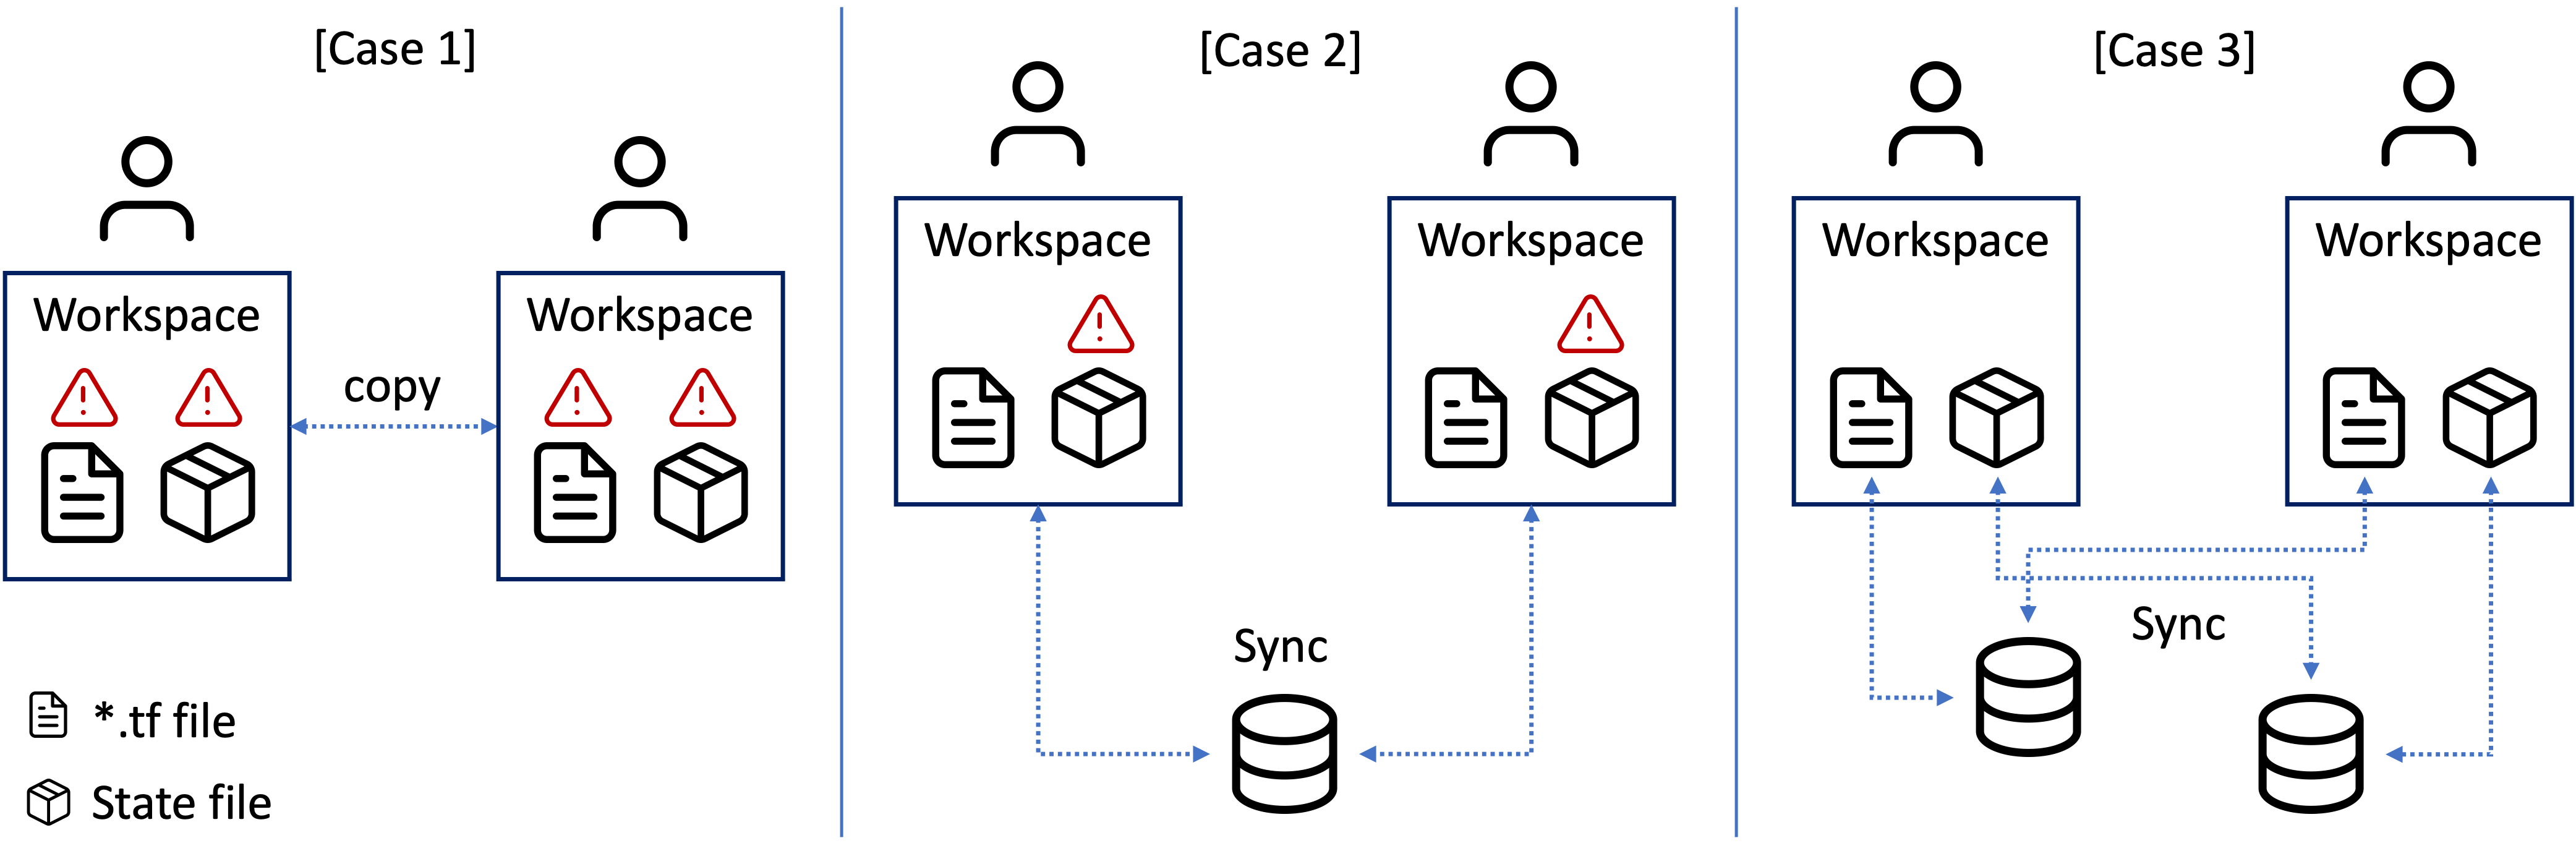 [Case 1]
Workspace
Workspace
copy
*.tf file
State file
[Case 2]
Workspace
Workspace
Sync
[Case 3]
Workspace
Workspace
Sync